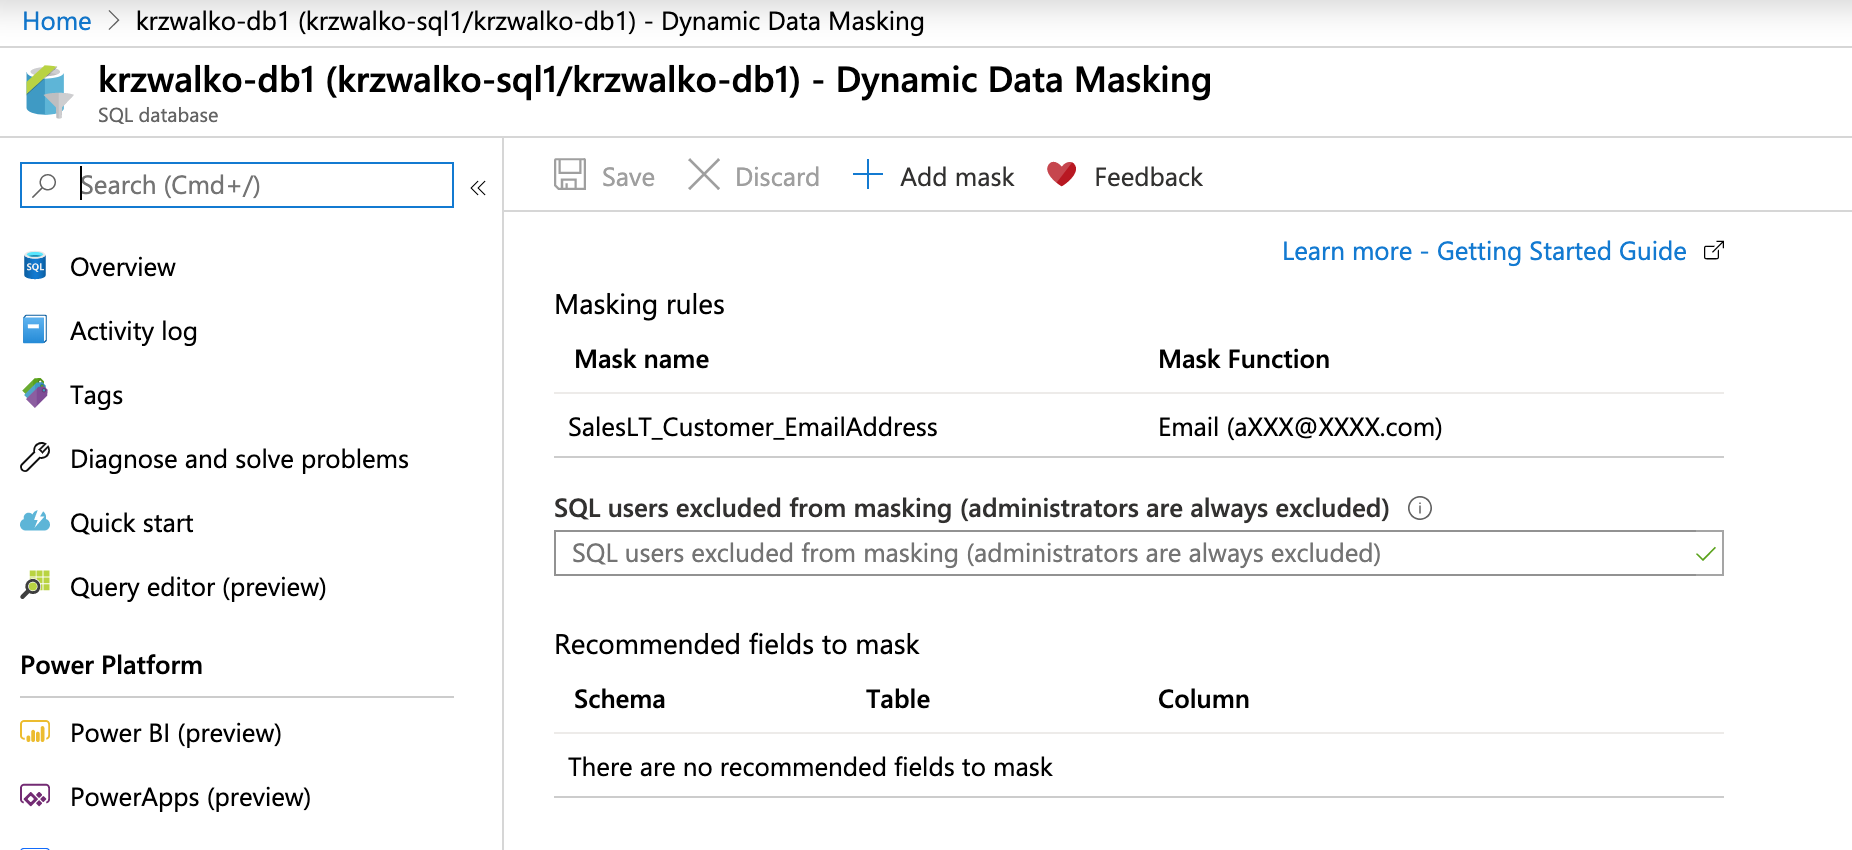 Home > krzwalko-db1 (krzwalko-sql1/krzwalko-db1) - Dynamic Data Masking
krzwalko-db1 (krzwalko-sql1/krzwalko-db1) - Dynamic Data Masking
SQL database
Search (Cmd+/)
«
Overview
Activity log
Tags
Diagnose and solve problems
Quick start
Query editor (preview)
Power Platform
Power BI (preview)
PowerApps (preview)
Save Discard Add mask Feedback
Learn more - Getting Started Guide
Masking rules
Mask name Mask Function
SalesLT_Customer_EmailAddress Email (aXXX@XXXX.com)
SQL users excluded from masking (administrators are always excluded)
SQL users excluded from masking (administrators are always excluded)
Recommended fields to mask
Schema Table Column
There are no recommended fields to mask